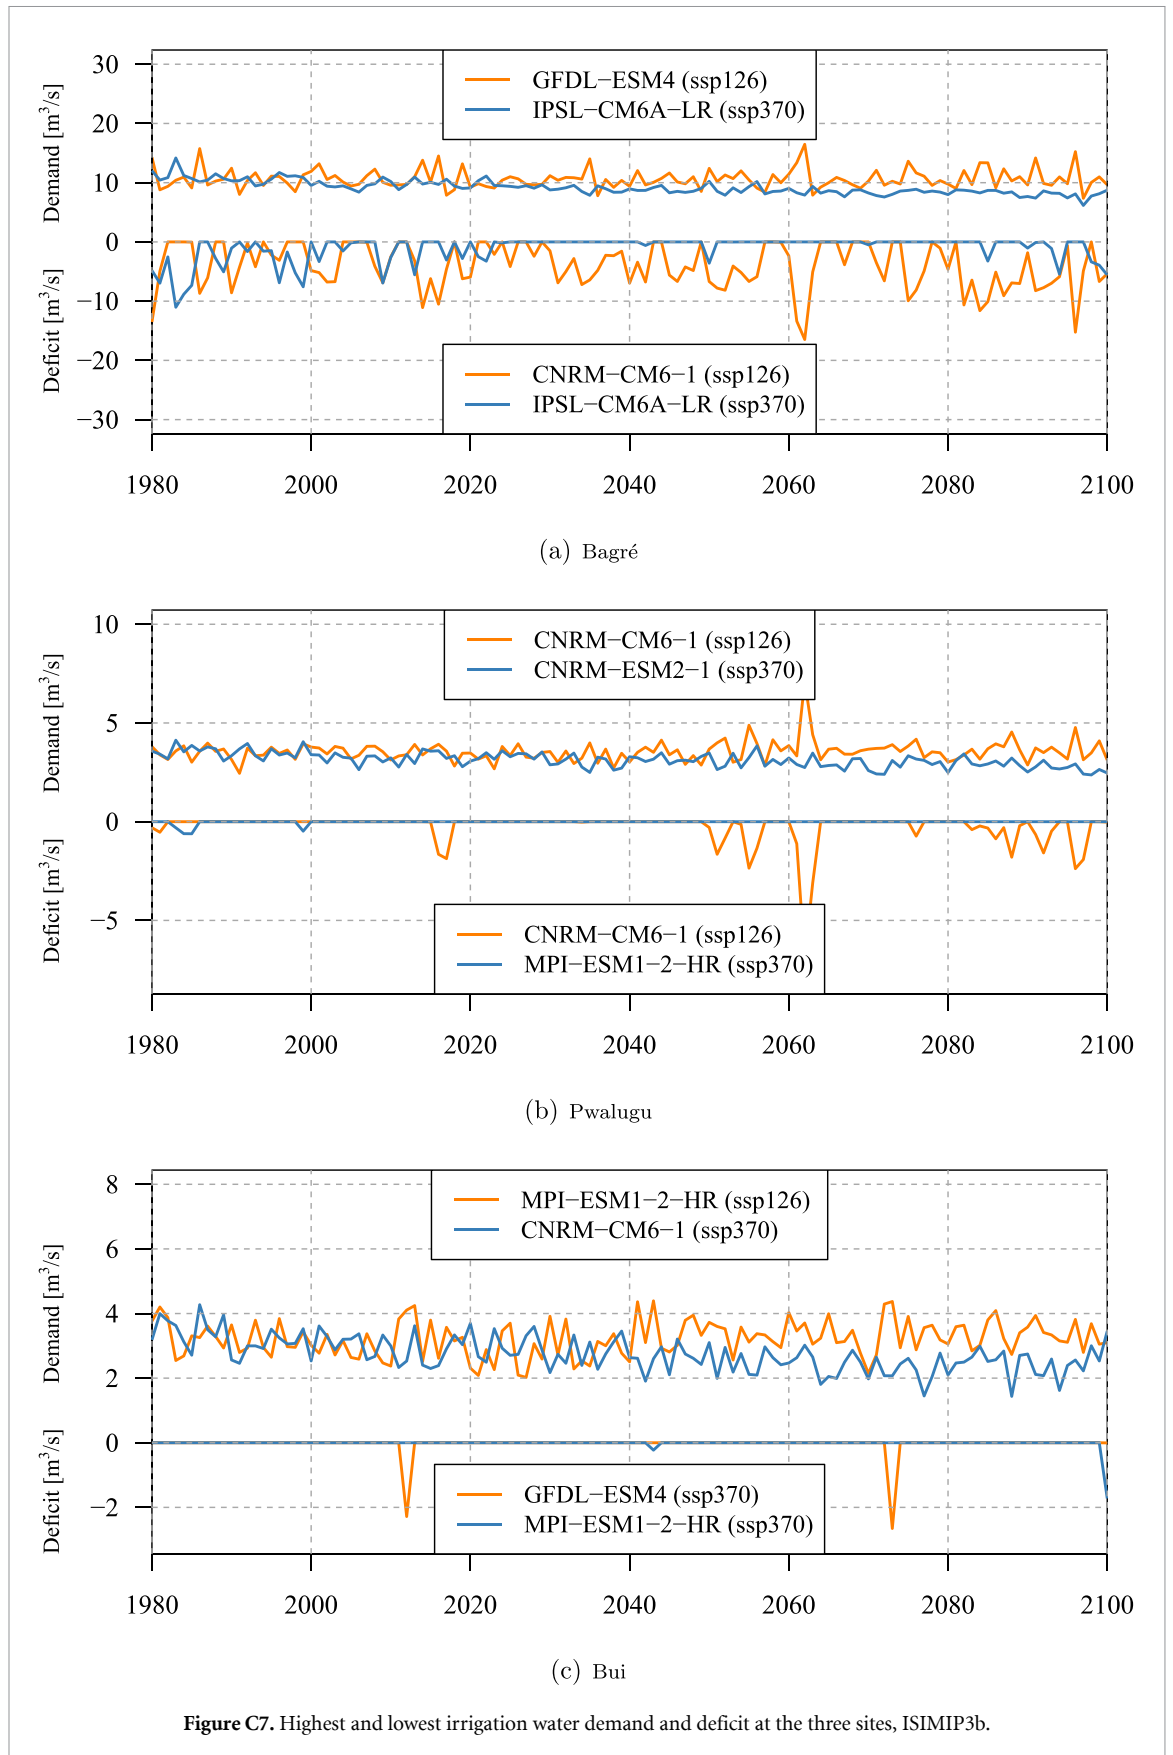 Demand [m³/s]
Deficit [m³/s]
30
20
10
0
−10
−20
−30
GFDL−ESM4 (ssp126)
IPSL−CM6A−LR (ssp370)
CNRM−CM6−1 (ssp126)
IPSL−CM6A−LR (ssp370)
1980 2000 2020 2040 2060 2080 2100
(a) Bagré
Demand [m³/s]
Deficit [m³/s]
10
5
0
−5
CNRM−CM6−1 (ssp126)
CNRM−ESM2−1 (ssp370)
CNRM−CM6−1 (ssp126)
MPI−ESM1−2−HR (ssp370)
1980 2000 2020 2040 2060 2080 2100
(b) Pwalugu
Demand [m³/s]
Deficit [m³/s]
8
6
4
2
0
−2
MPI−ESM1−2−HR (ssp126)
CNRM−CM6−1 (ssp370)
GFDL−ESM4 (ssp370)
MPI−ESM1−2−HR (ssp370)
1980 2000 2020 2040 2060 2080 2100
(c) Bui
Figure C7. Highest and lowest irrigation water demand and deficit at the three sites, ISIMIP3b.